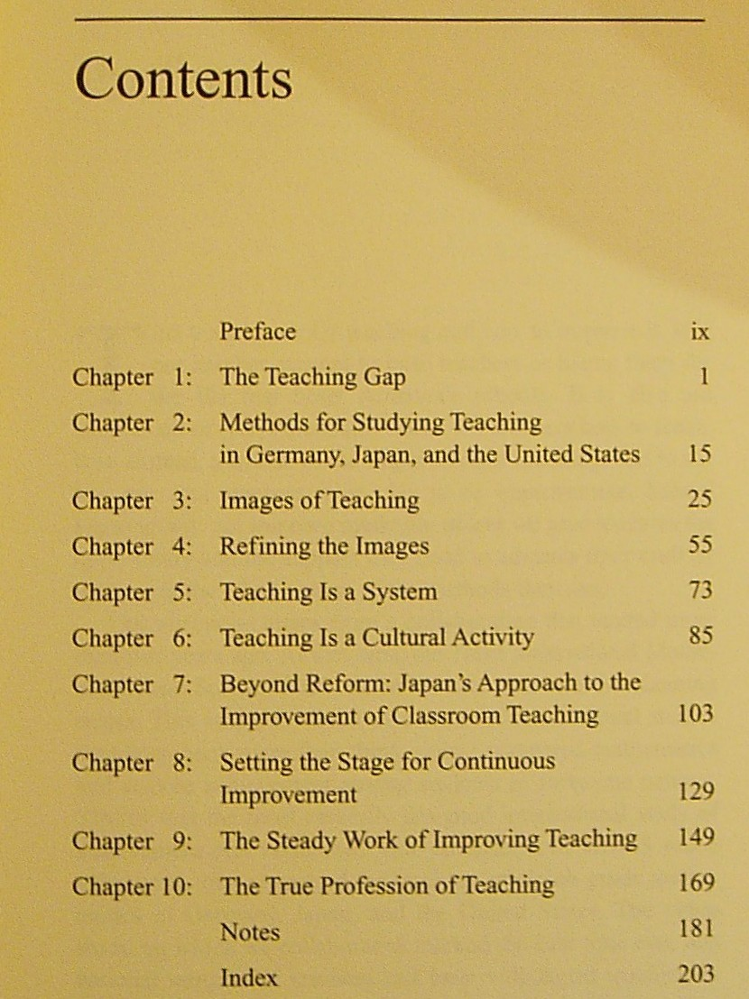 Contents
Preface ix
Chapter 1: The Teaching Gap 1
Chapter 2: Methods for Studying Teaching
in Germany, Japan, and the United States 15
Chapter 3: Images of Teaching 25
Chapter 4: Refining the Images 55
Chapter 5: Teaching Is a System 73
Chapter 6: Teaching Is a Cultural Activity 85
Chapter 7: Beyond Reform: Japan’s Approach to the
Improvement of Classroom Teaching 103
Chapter 8: Setting the Stage for Continuous
Improvement 129
Chapter 9: The Steady Work of Improving Teaching 149
Chapter 10: The True Profession of Teaching 169
Notes 181
Index 203